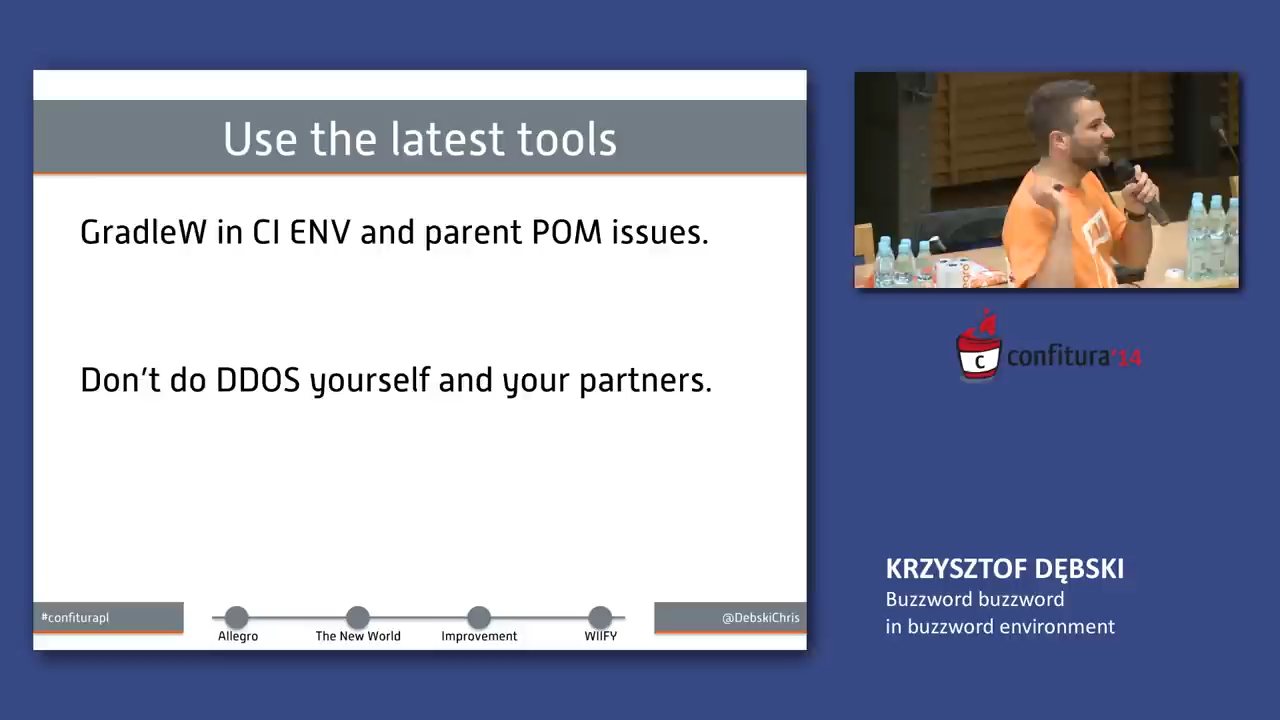 Use the latest tools
GradleW in CI ENV and parent POM issues.
Don't do DDOS yourself and your partners.
#confiturapl
Allegro
The New World
Improvement
WIIFY
@DebskiChris
C
confitura'14
KRZYSZTOF DĘBSKI
Buzzword buzzword
in buzzword environment